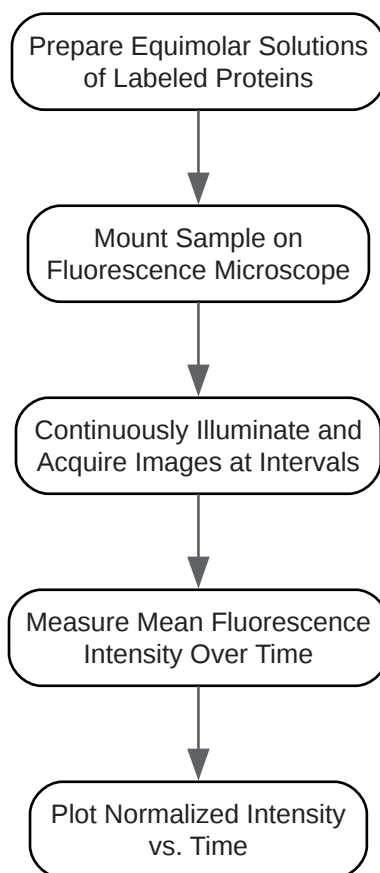 Prepare Equimolar Solutions
of Labeled Proteins
Mount Sample on
Fluorescence Microscope
Continuously Illuminate and
Acquire Images at Intervals
Measure Mean Fluorescence
Intensity Over Time
Plot Normalized Intensity
vs. Time